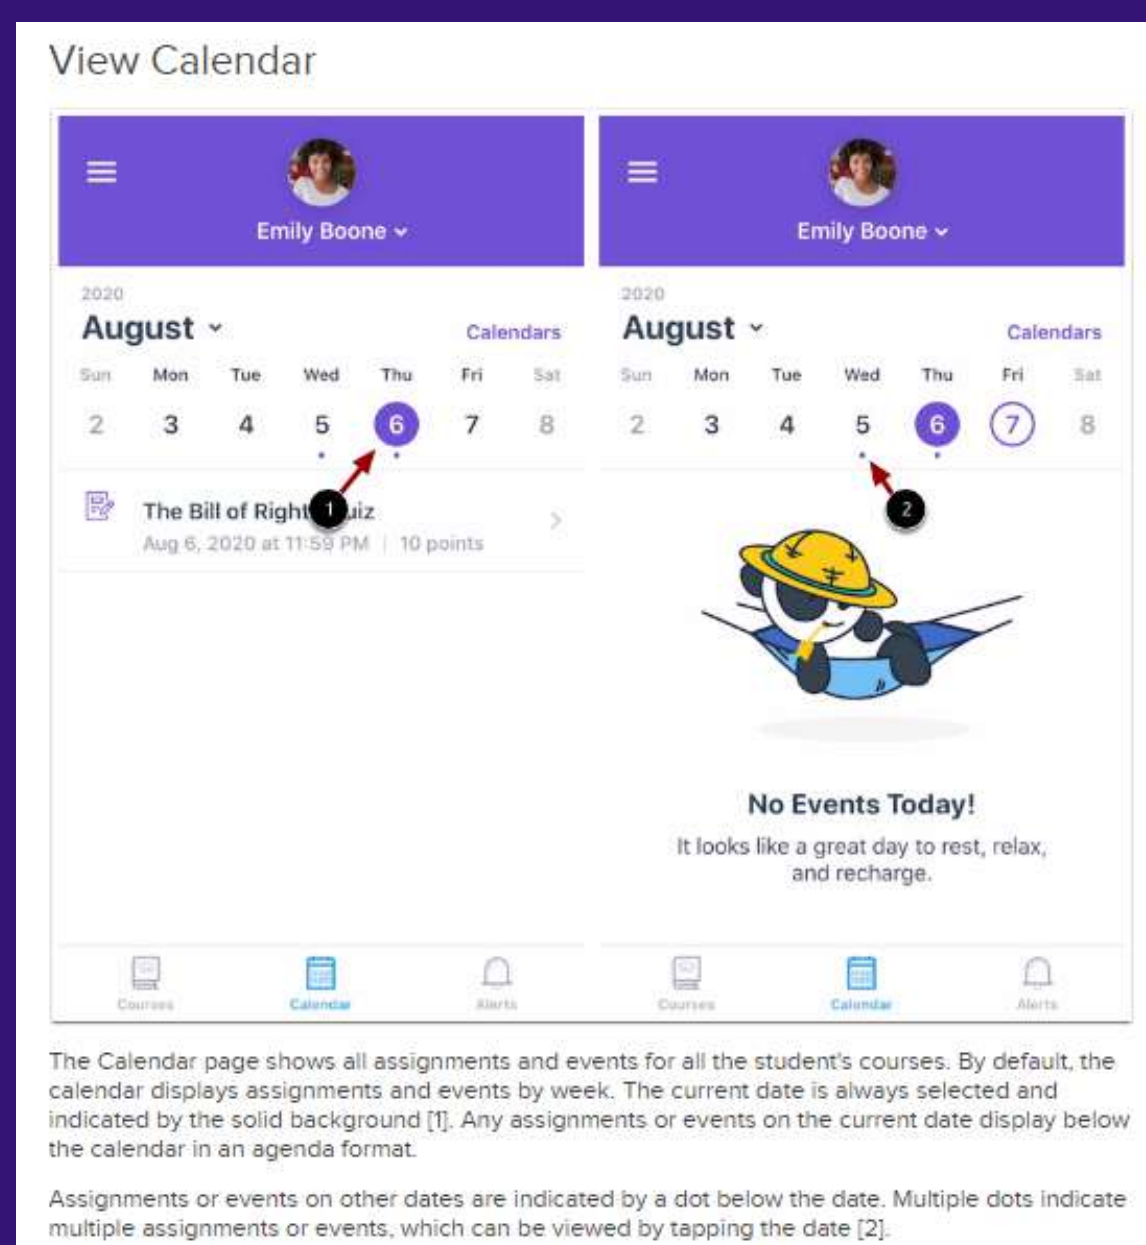 View Calendar
Emily Boone
2020
August
Calendars
Sun Mon Tue Wed Thu Fri Sat
2 3 4 5 6 7 8
1
The Bill of Rights Quiz
Aug 6, 2020 at 11:59 PM | 10 points
Courses Calendar Alerts
Emily Boone
2020
August
Calendars
Sun Mon Tue Wed Thu Fri Sat
2 3 4 5 6 7 8
2
No Events Today!
It looks like a great day to rest, relax,
and recharge.
Courses Calendar Alerts
The Calendar page shows all assignments and events for all the student's courses. By default, the
calendar displays assignments and events by week. The current date is always selected and
indicated by the solid background [1]. Any assignments or events on the current date display below
the calendar in an agenda format.
Assignments or events on other dates are indicated by a dot below the date. Multiple dots indicate
multiple assignments or events, which can be viewed by tapping the date [2].